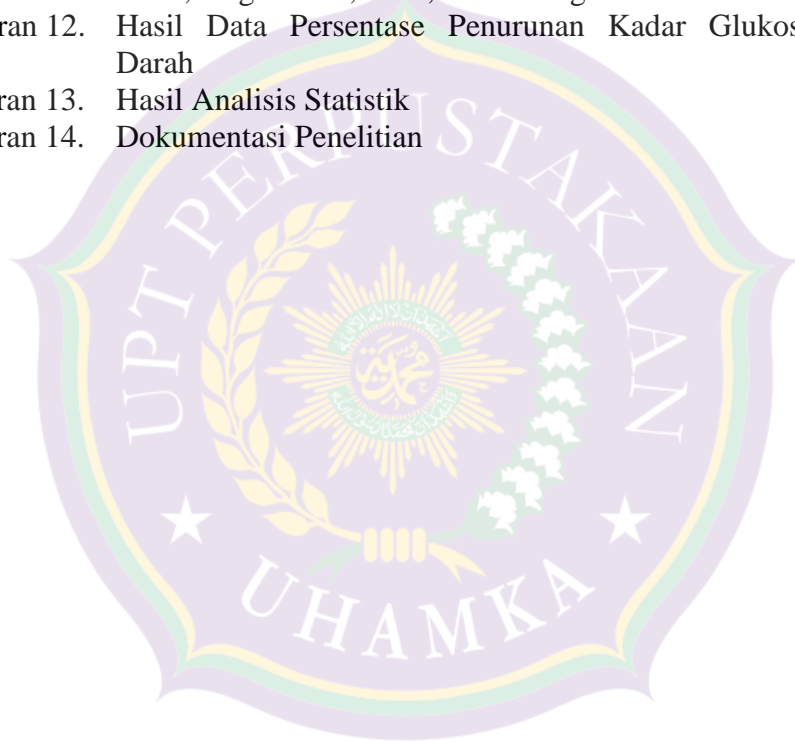 ran 12. Hasil Data Persentase Penurunan Kadar Glukos
Darah
ran 13. Hasil Analisis Statistik
ran 14. Dokumentasi Penelitian
UPT PERPUSTAKAAN
محمدية
UHAMKA